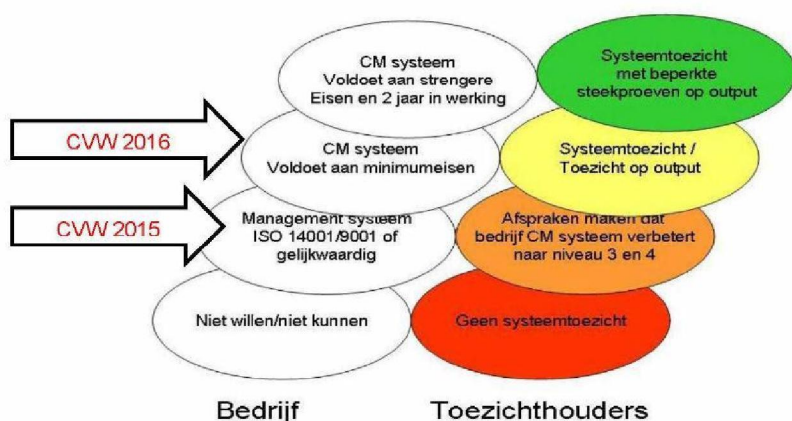 CM systeem
Voldoet aan strengere
Eisen en 2 jaar in werking
Systeemtoezicht
met beperkte
steekproeven op output
CVW 2016
CM systeem
Voldoet aan minimumeisen
Systeemtoezicht /
Toezicht op output
CVW 2015
Management systeem
ISO 14001/9001 of
gelijkwaardig
Afspraken maken dat
bedrijf CM systeem verbetert
naar niveau 3 en 4
Niet willen/niet kunnen
Geen systeemtoezicht
Bedrijf
Toezichthouders